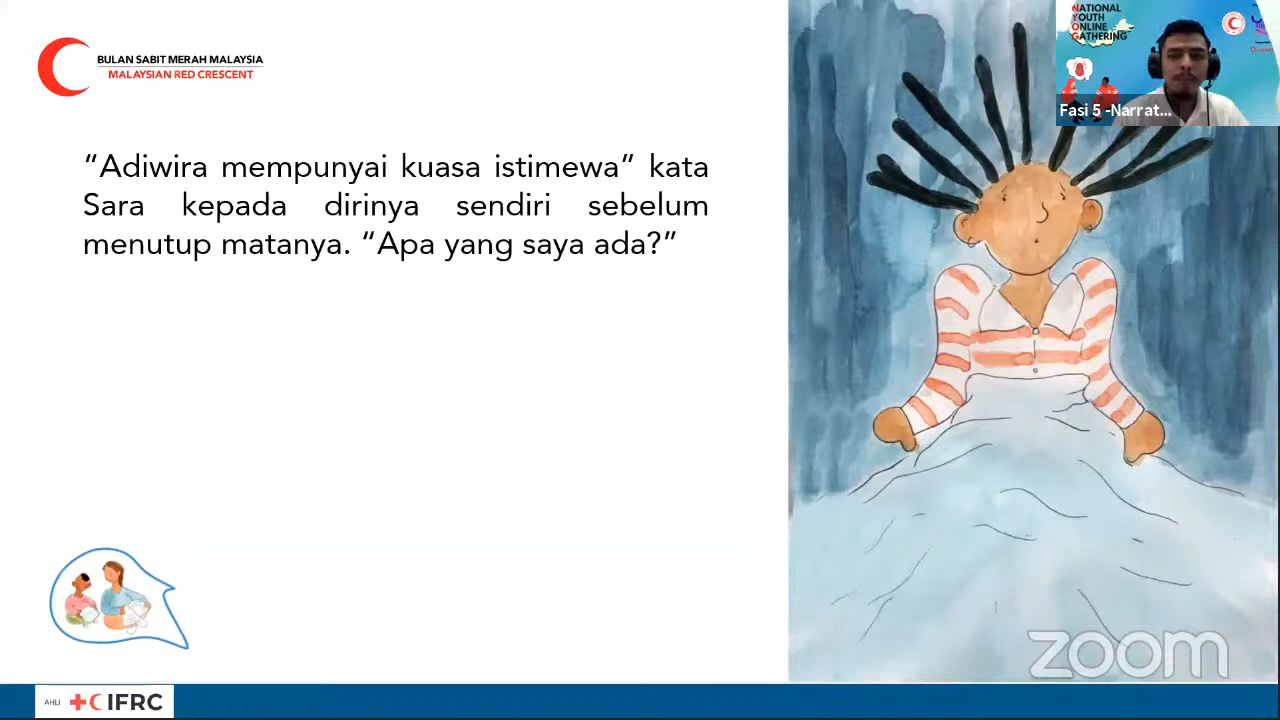 BULAN SABIT MERAH MALAYSIA
MALAYSIAN RED CRESCENT
“Adiwira mempunyai kuasa istimewa” kata
Sara kepada dirinya sendiri sebelum
menutup matanya. “Apa yang saya ada?”
NATIONAL
YOUTH
ONLINE
GATHERING
Fasi 5 -Narrat...
AHLI IFRC
zoom